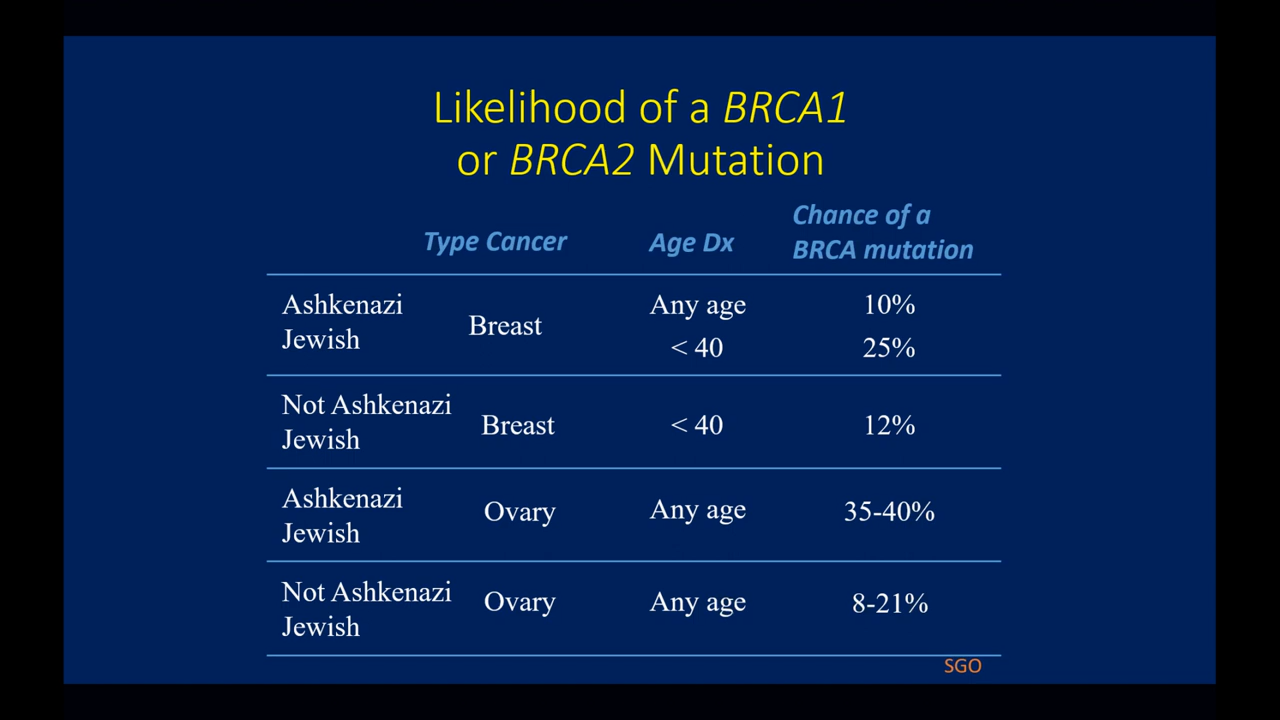 Likelihood of a BRCA1
or BRCA2 Mutation
Type Cancer Age Dx Chance of a
BRCA mutation
Ashkenazi
Jewish
Breast
Any age 10%
< 40 25%
Not Ashkenazi
Jewish
Breast < 40 12%
Ashkenazi
Jewish
Ovary Any age 35-40%
Not Ashkenazi
Jewish
Ovary Any age 8-21%
SGO